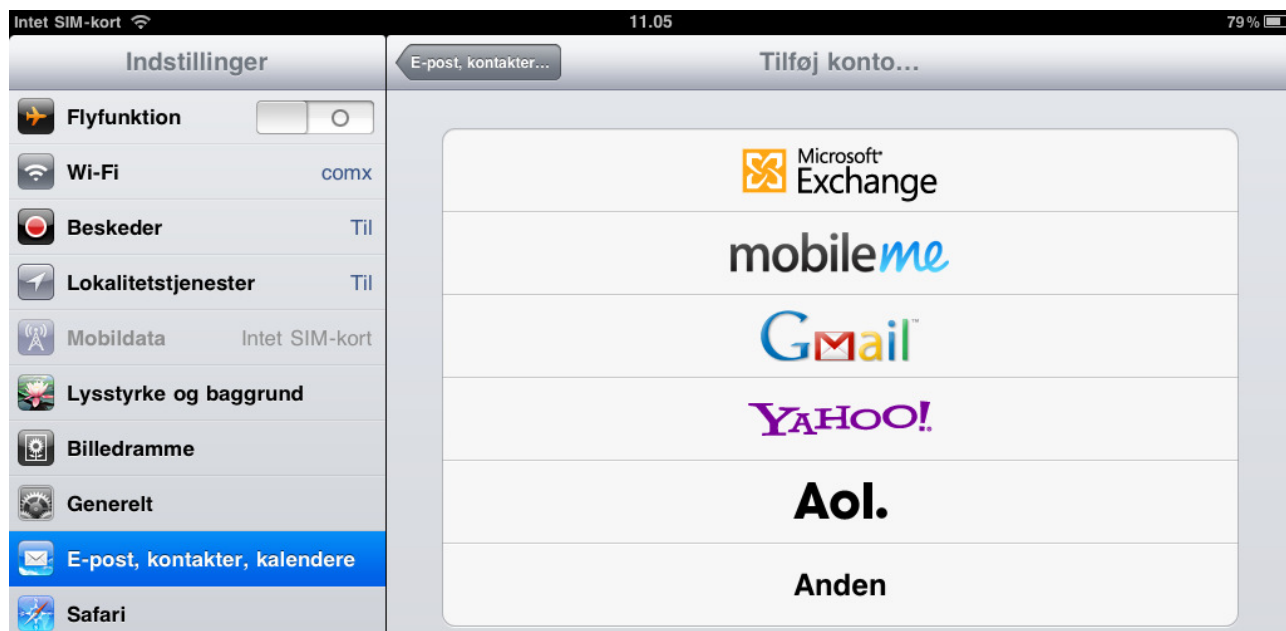 Intet SIM-kort 11.05 79 %
Indstillinger
E-post, kontakter...
Tilføj konto...
Flyfunktion
Wi-Fi comx
Beskeder Til
Lokalitetstjenester Til
Mobildata Intet SIM-kort
Lysstyrke og baggrund
Billedramme
Generelt
E-post, kontakter, kalendere
Safari
Microsoft
Exchange
mobileme
Gmail™
YAHOO!
Aol.
Anden